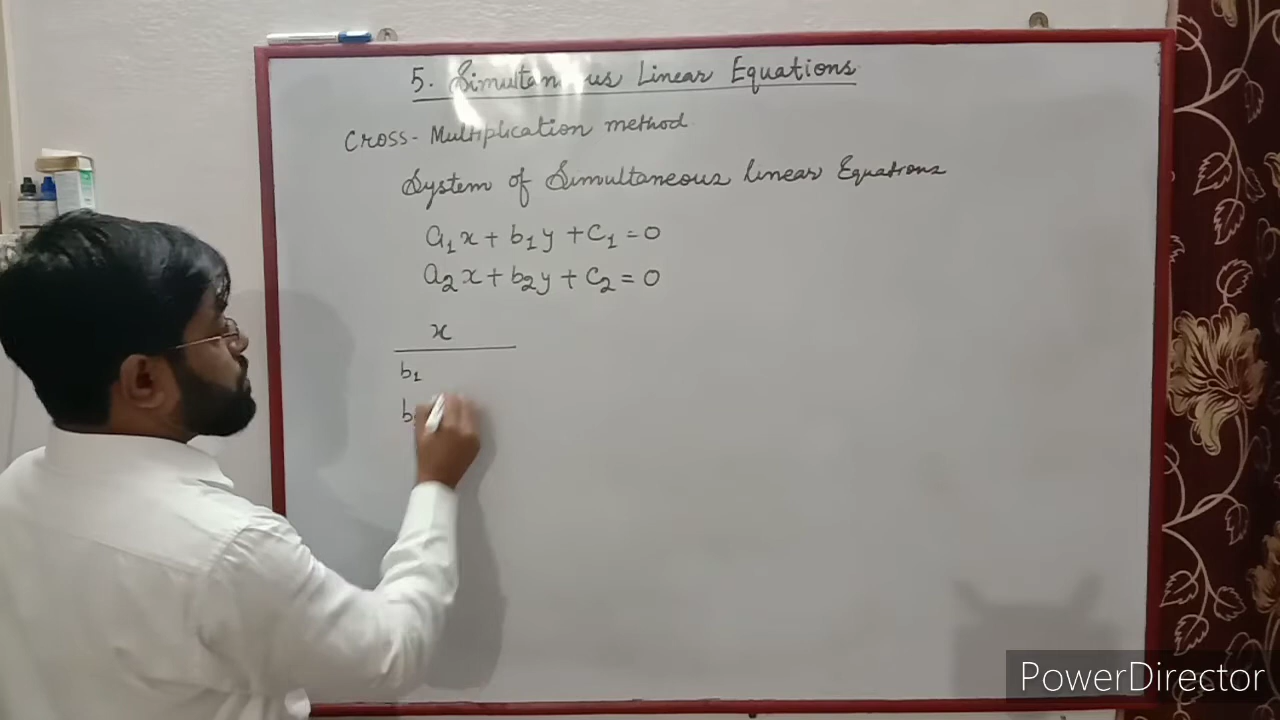 5. Simultaneous Linear Equations
Cross-Multiplication method
System of Simultaneous linear Equations
a₁x + b₁y + c₁ = 0
a₂x + b₂y + c₂ = 0
x
b₁
b
PowerDirector